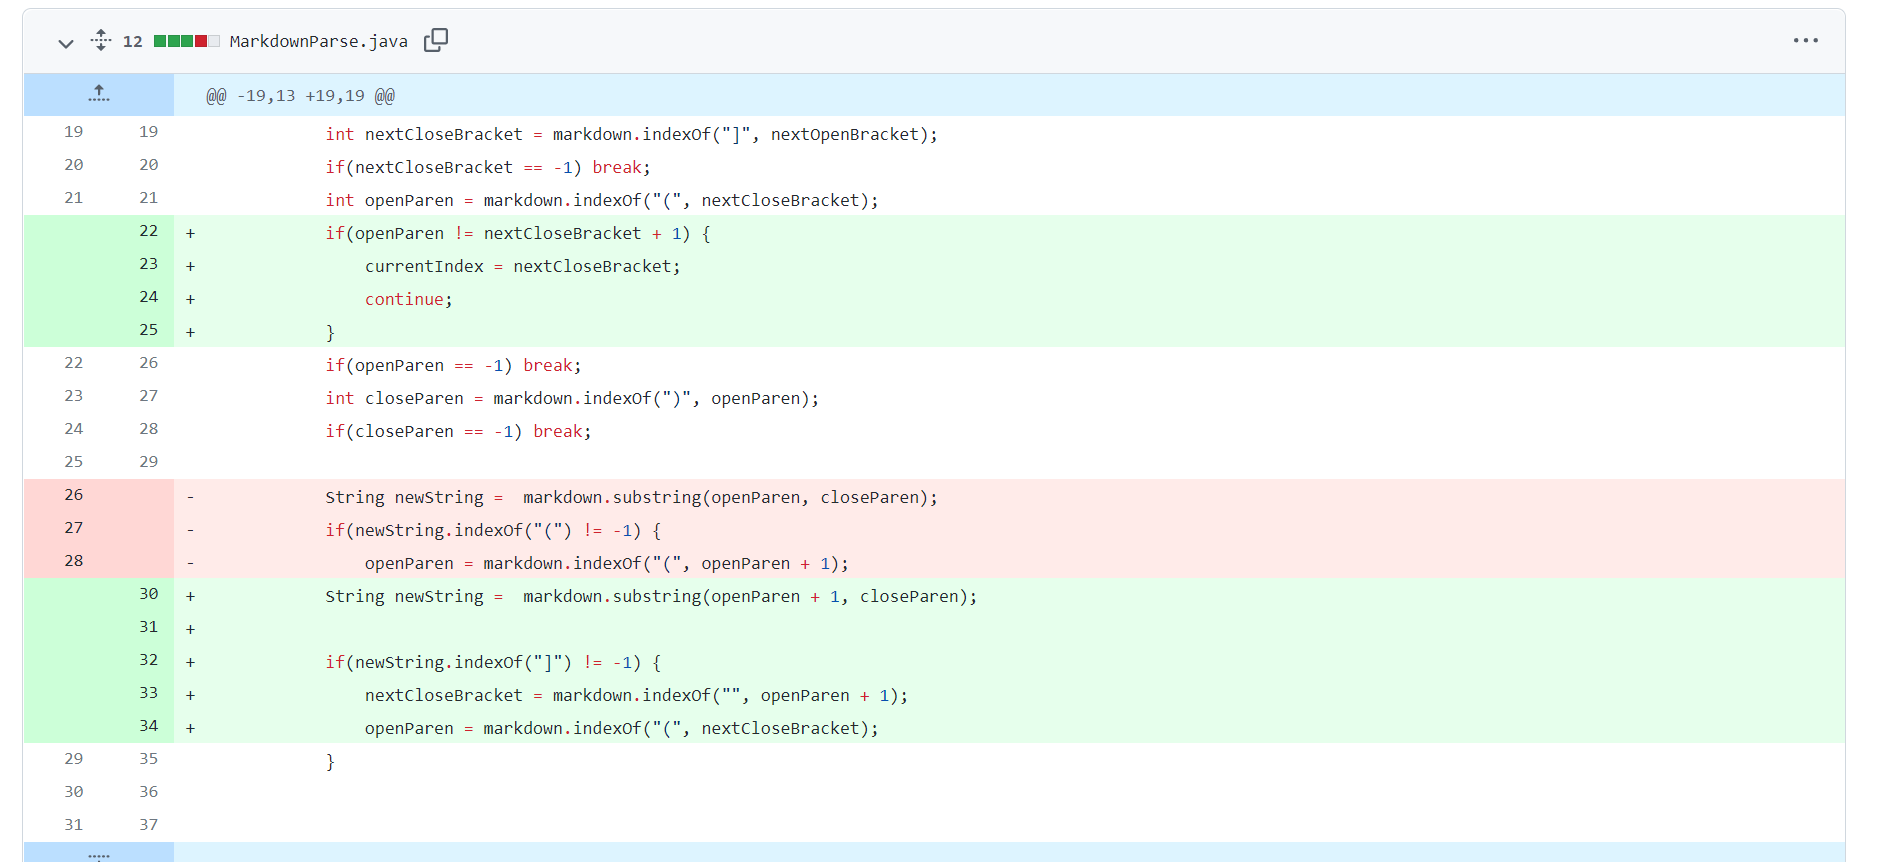 12 MarkdownParse.java
@@ -19,13 +19,19 @@
19 19 int nextCloseBracket = markdown.indexOf("]", nextOpenBracket);
20 20 if(nextCloseBracket == -1) break;
21 21 int openParen = markdown.indexOf("(", nextCloseBracket);
22 + if(openParen != nextCloseBracket + 1) {
23 + currentIndex = nextCloseBracket;
24 + continue;
25 + }
22 26 if(openParen == -1) break;
23 27 int closeParen = markdown.indexOf(")", openParen);
24 28 if(closeParen == -1) break;
25 29
26 - String newString =  markdown.substring(openParen, closeParen);
27 - if(newString.indexOf("(") != -1) {
28 - openParen = markdown.indexOf("(", openParen + 1);
30 + String newString =  markdown.substring(openParen + 1, closeParen);
31 +
32 + if(newString.indexOf("]") != -1) {
33 + nextCloseBracket = markdown.indexOf("", openParen + 1);
34 + openParen = markdown.indexOf("(", nextCloseBracket);
29 35 }
30 36
31 37